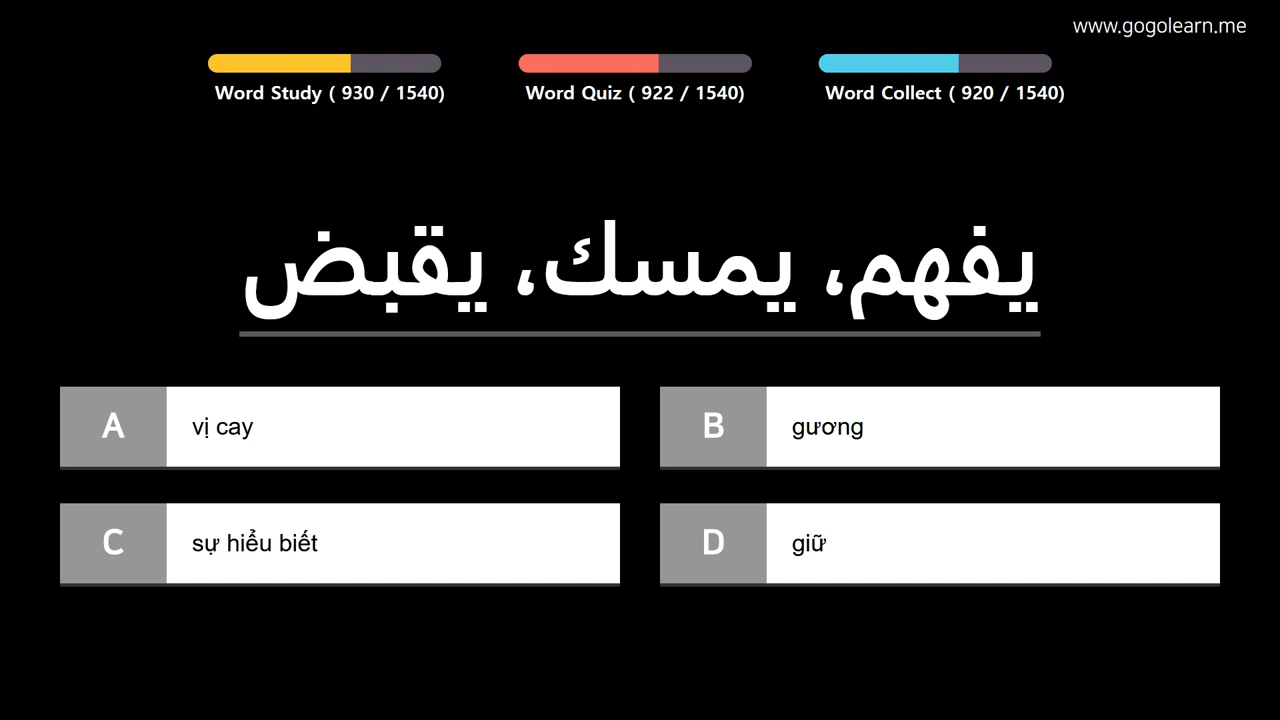 www.gogolearn.me
Word Study ( 930 / 1540)
Word Quiz ( 922 / 1540)
Word Collect ( 920 / 1540)
يفهم، يمسك، يقبض
A
vị cay
B
gương
C
sự hiểu biết
D
giữ